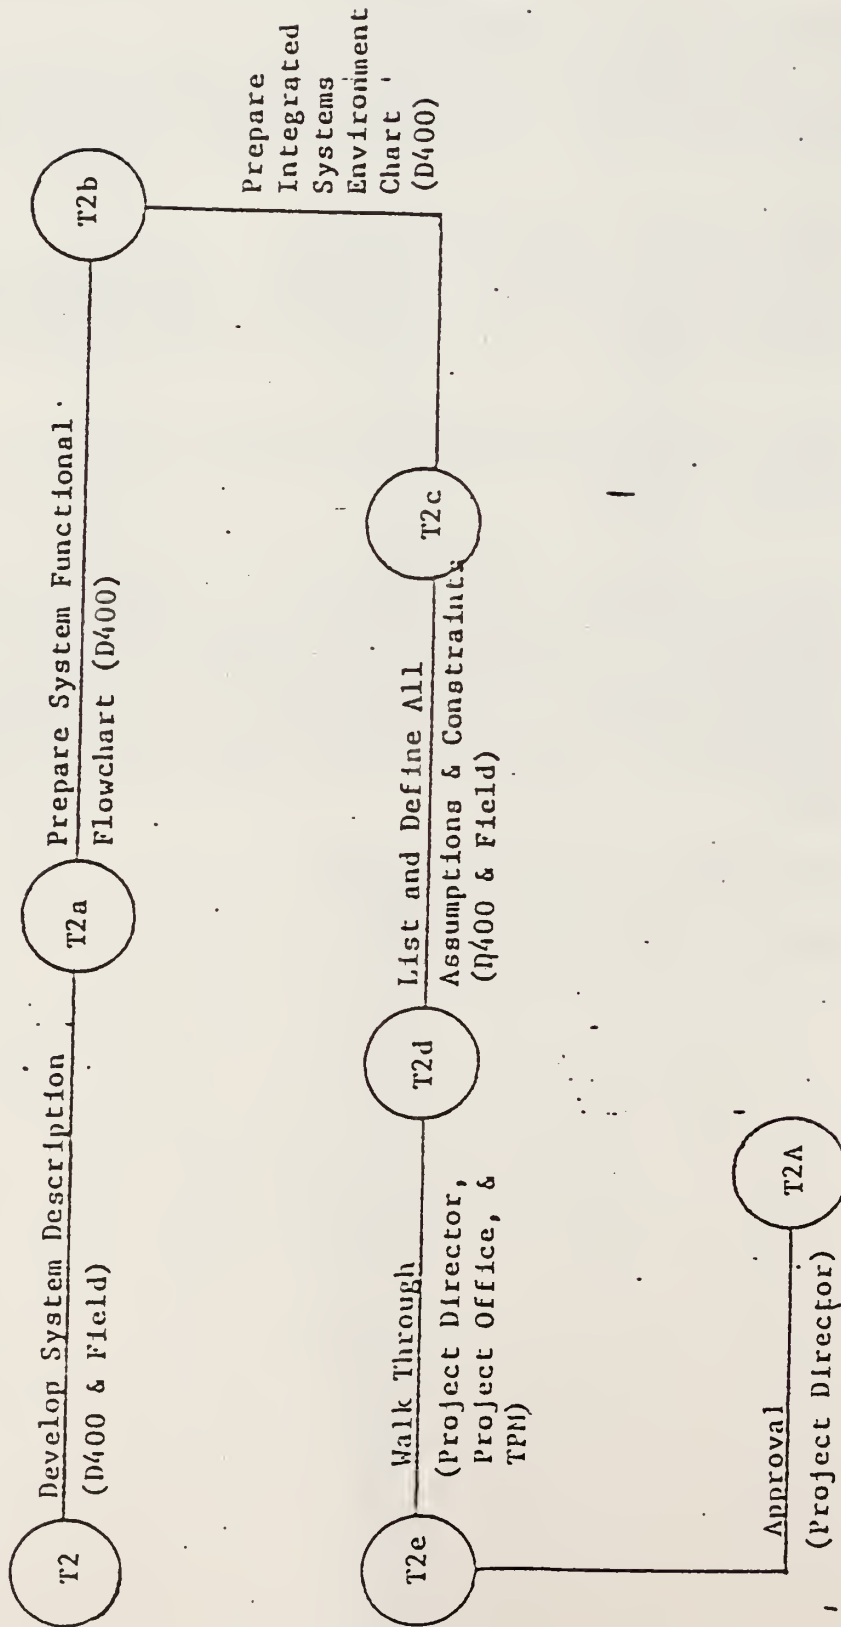 T2
Develop System Description
(D400 & Field)
T2a
Prepare System Functional
Flowchart (D400)
T2b
Prepare
Integrated
Systems
Environment
Chart
(D400)
T2c
List and Define All
Assumptions & Constraints
(D400 & Field)
T2d
Walk Through
(Project Director,
Project Office, &
TPM)
T2e
Approval
(Project Director)
T2A